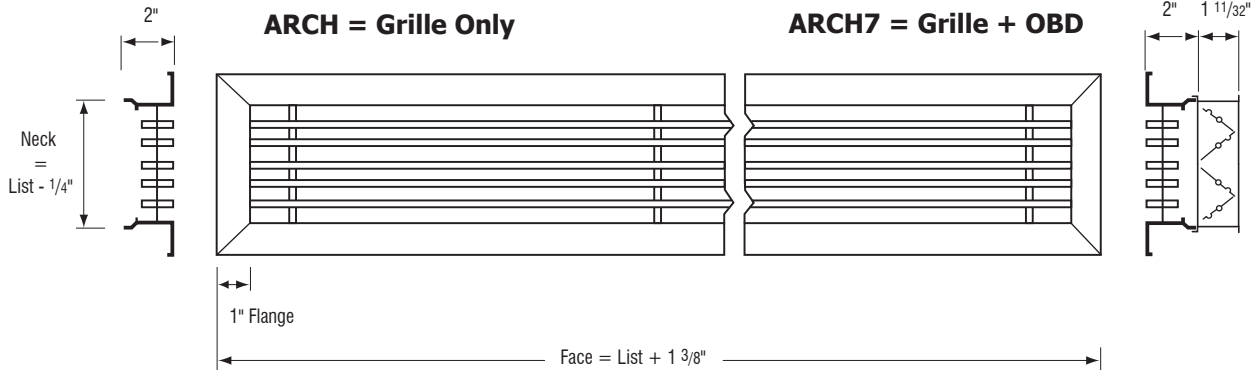 2"
ARCH = Grille Only
ARCH7 = Grille + OBD
2"
1 11/32"
Neck
=
List - 1/4"
1" Flange
Face = List + 1 3/8"